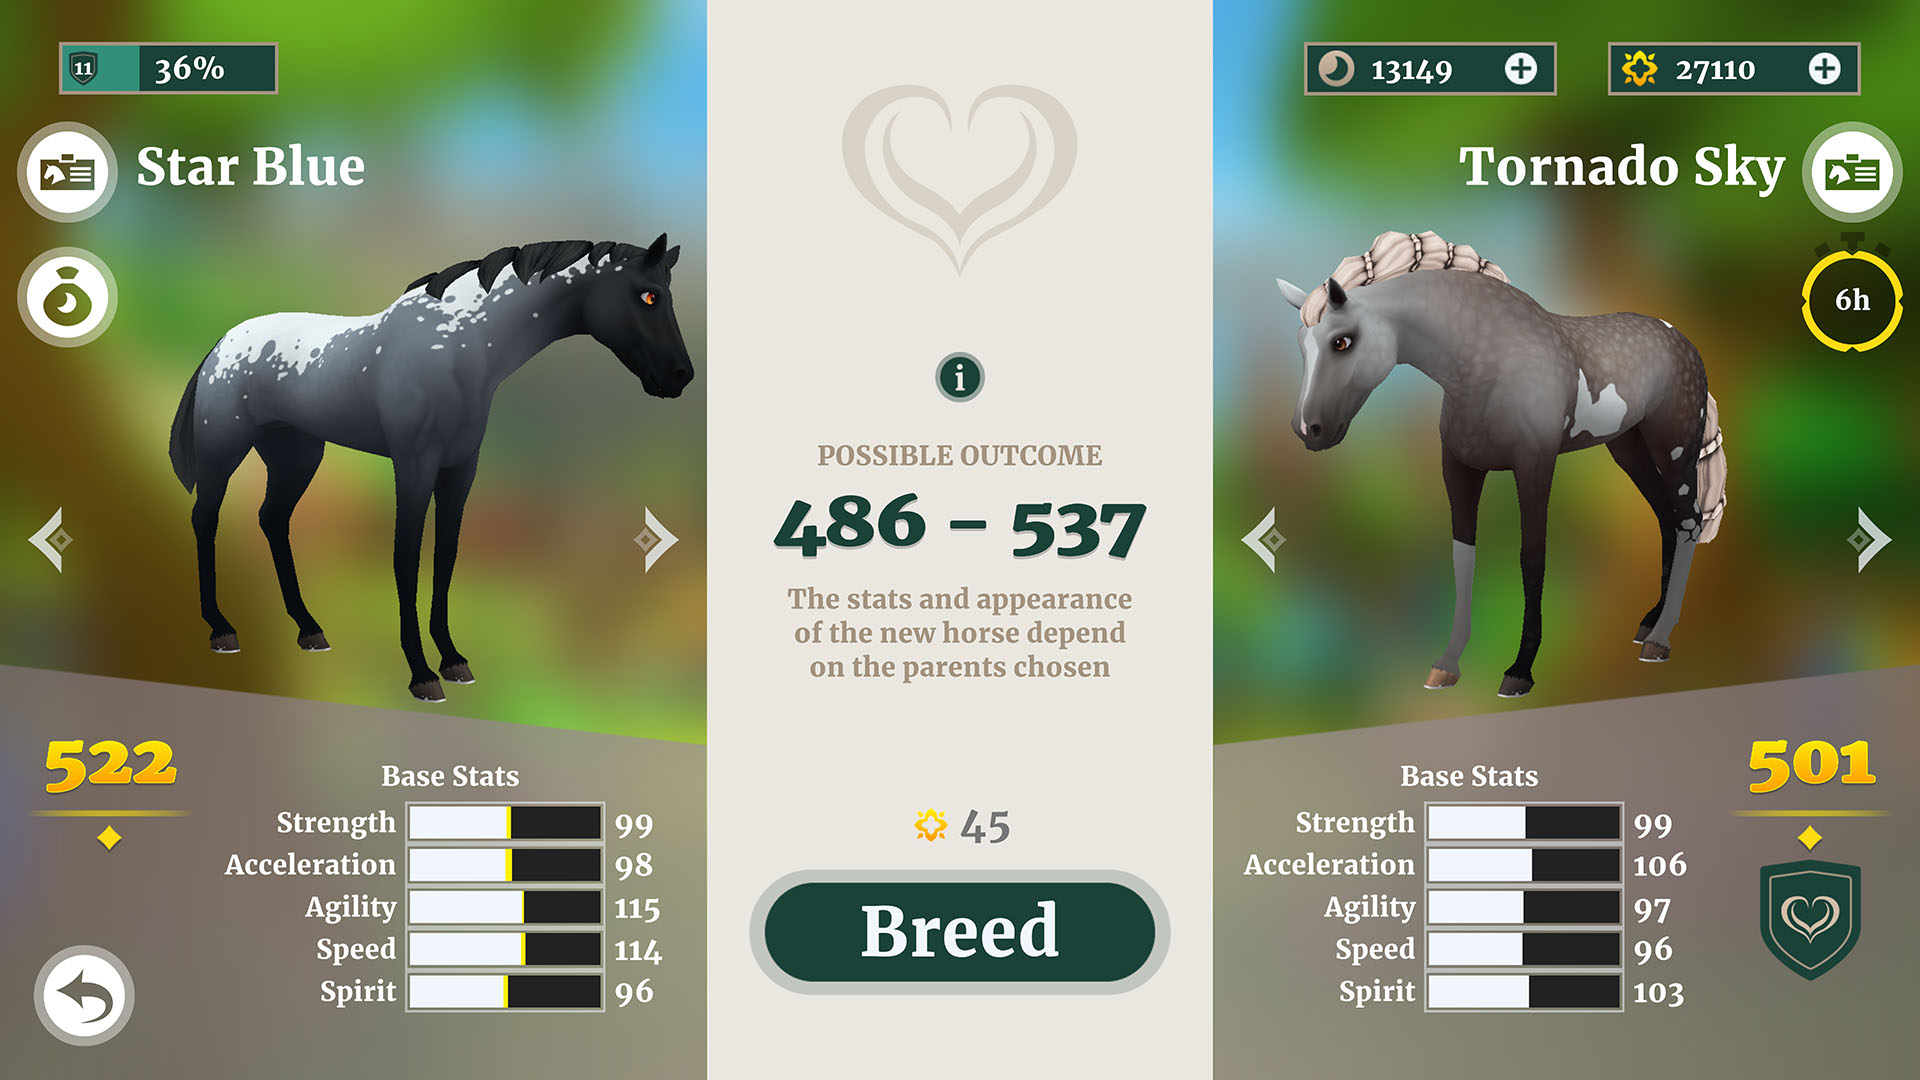 11 36%
13149
27110
Star Blue
Tornado Sky
6h
i
POSSIBLE OUTCOME
486 – 537
The stats and appearance
of the new horse depend
on the parents chosen
45
Breed
522
Base Stats
Strength 99
Acceleration 98
Agility 115
Speed 114
Spirit 96
501
Base Stats
Strength 99
Acceleration 106
Agility 97
Speed 96
Spirit 103